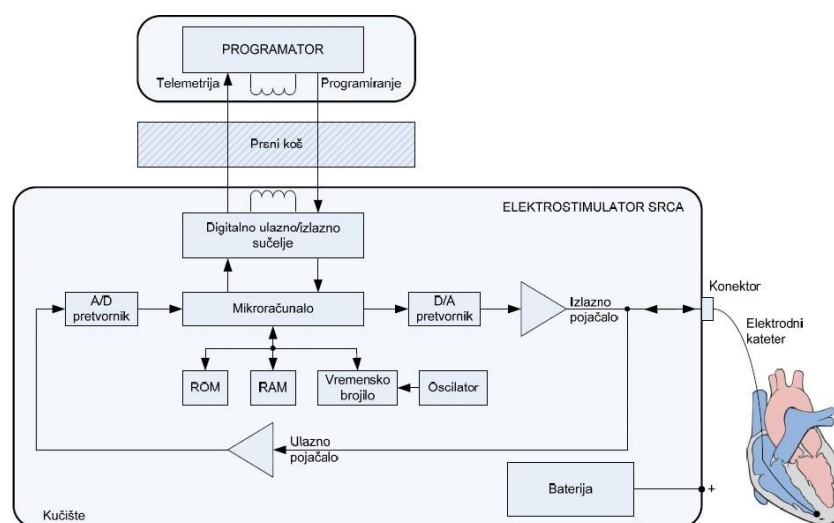 PROGRAMATOR
Telemetrija
Programiranje
Prsni koš
ELEKTROSTIMULATOR SRCA
Digitalno ulazno/izlazno
sučelje
A/D
pretvornik
Mikroračunalo
D/A
pretvornik
Izlazno
pojačalo
Konektor
Elektrodni
kateter
ROM
RAM
Vremensko
brojilo
Oscilator
Ulazno
pojačalo
Baterija
+
Kućište